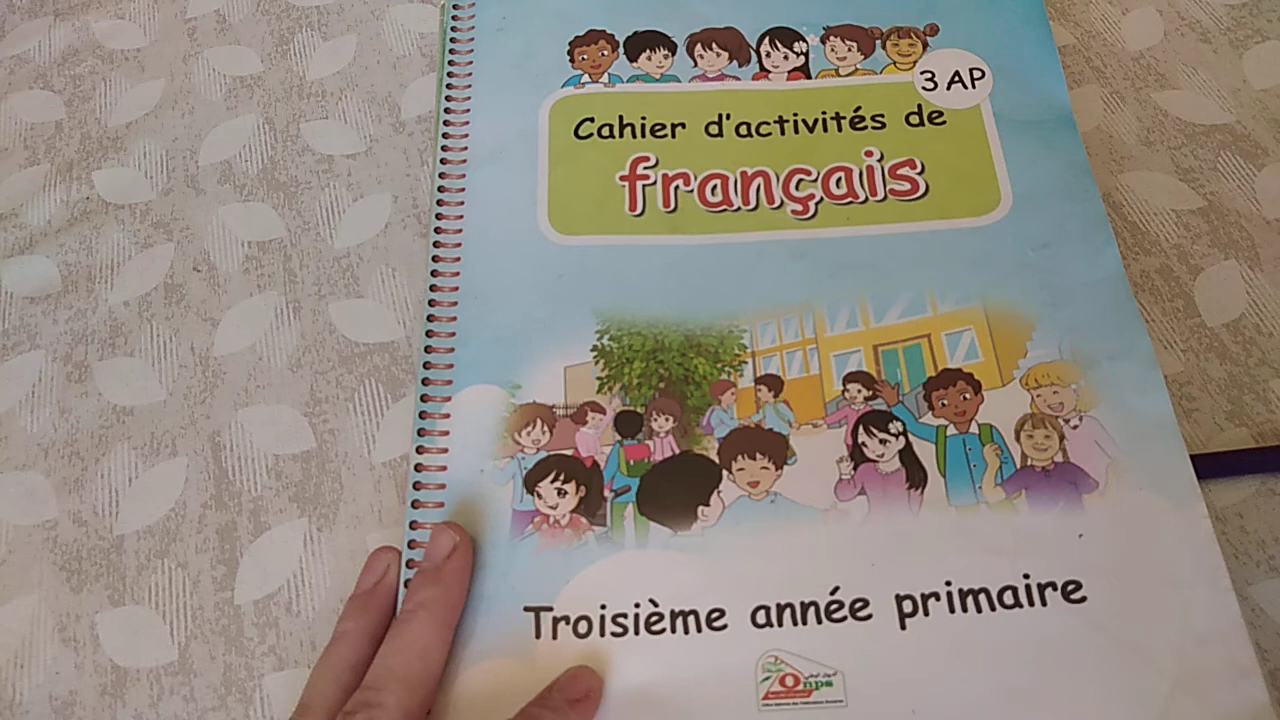 3 AP
Cahier d'activités de
français
Troisième année primaire
Onps